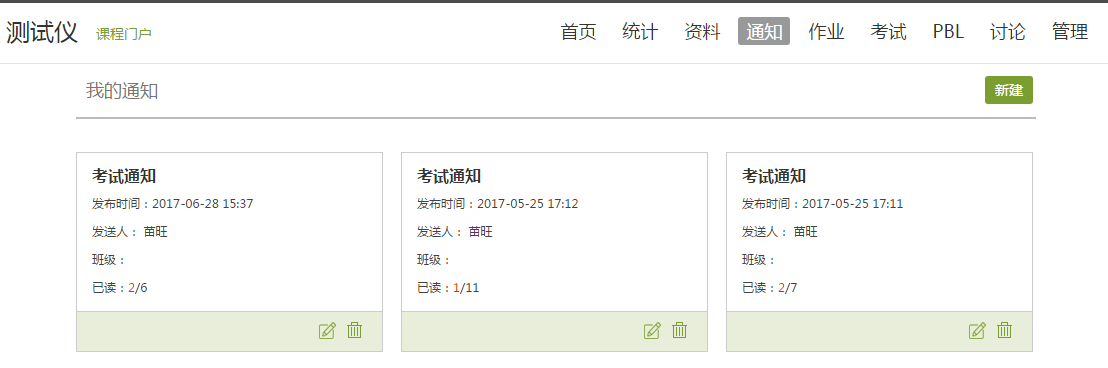 测试仪 课程门户 首页 统计 资料 通知 作业 考试 PBL 讨论 管理
我的通知 新建
考试通知
发布时间：2017-06-28 15:37
发送人： 苗旺
班级：
已读：2/6
考试通知
发布时间：2017-05-25 17:12
发送人： 苗旺
班级：
已读：1/11
考试通知
发布时间：2017-05-25 17:11
发送人： 苗旺
班级：
已读：2/7